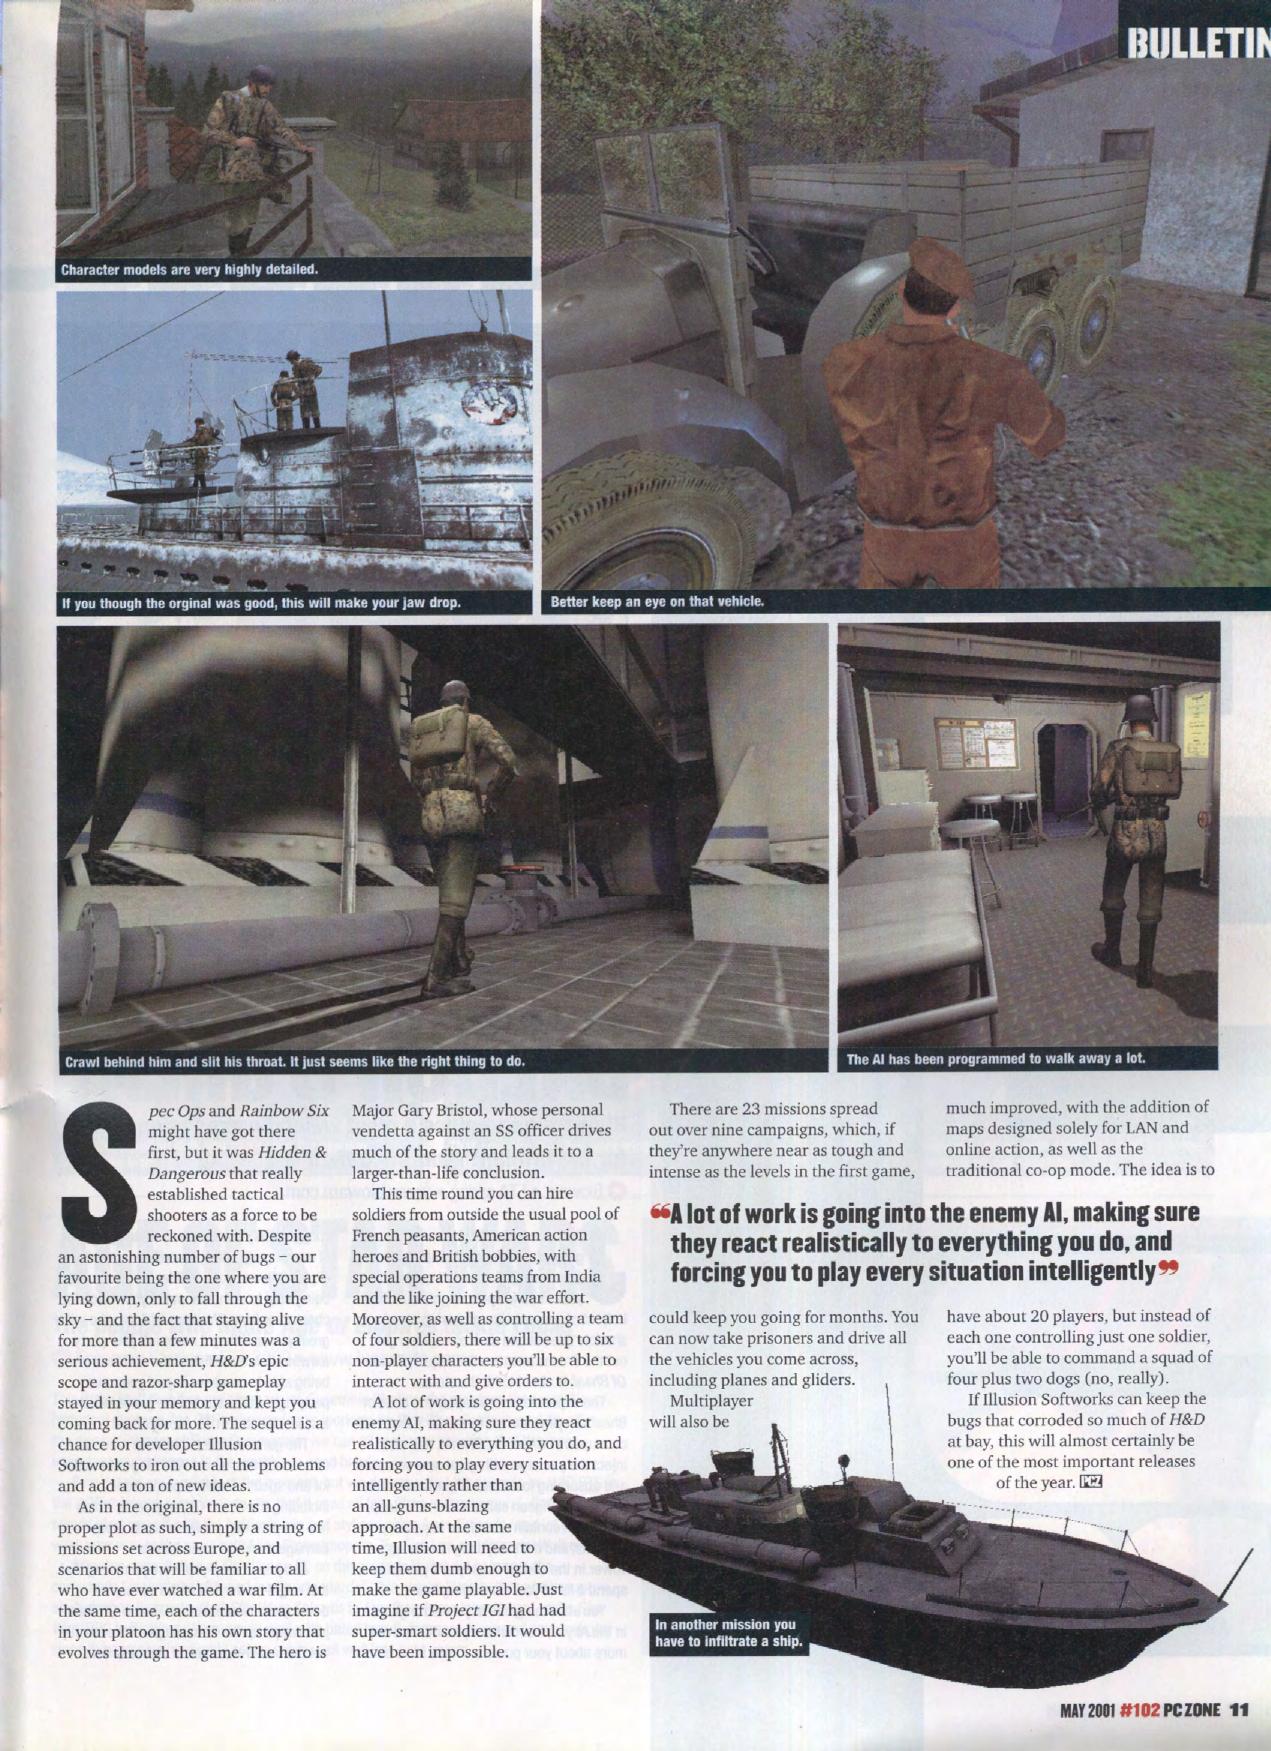 BULLETIN
Character models are very highly detailed.
If you though the orginal was good, this will make your jaw drop.
Better keep an eye on that vehicle.
Crawl behind him and slit his throat. It just seems like the right thing to do.
The AI has been programmed to walk away a lot.
Spec Ops and Rainbow Six
might have got there
first, but it was Hidden &
Dangerous that really
established tactical
shooters as a force to be
reckoned with. Despite
an astonishing number of bugs – our
favourite being the one where you are
lying down, only to fall through the
sky – and the fact that staying alive
for more than a few minutes was a
serious achievement, H&D's epic
scope and razor-sharp gameplay
stayed in your memory and kept you
coming back for more. The sequel is a
chance for developer Illusion
Softworks to iron out all the problems
and add a ton of new ideas.
As in the original, there is no
proper plot as such, simply a string of
missions set across Europe, and
scenarios that will be familiar to all
who have ever watched a war film. At
the same time, each of the characters
in your platoon has his own story that
evolves through the game. The hero is
Major Gary Bristol, whose personal
vendetta against an SS officer drives
much of the story and leads it to a
larger-than-life conclusion.
This time round you can hire
soldiers from outside the usual pool of
French peasants, American action
heroes and British bobbies, with
special operations teams from India
and the like joining the war effort.
Moreover, as well as controlling a team
of four soldiers, there will be up to six
non-player characters you'll be able to
interact with and give orders to.
A lot of work is going into the
enemy AI, making sure they react
realistically to everything you do, and
forcing you to play every situation
intelligently rather than
an all-guns-blazing
approach. At the same
time, Illusion will need to
keep them dumb enough to
make the game playable. Just
imagine if Project IGI had had
super-smart soldiers. It would
have been impossible.
There are 23 missions spread
out over nine campaigns, which, if
they're anywhere near as tough and
intense as the levels in the first game,
could keep you going for months. You
can now take prisoners and drive all
the vehicles you come across,
including planes and gliders.
Multiplayer
will also be
much improved, with the addition of
maps designed solely for LAN and
online action, as well as the
traditional co-op mode. The idea is to
“A lot of work is going into the enemy AI, making sure
they react realistically to everything you do, and
forcing you to play every situation intelligently”
have about 20 players, but instead of
each one controlling just one soldier,
you'll be able to command a squad of
four plus two dogs (no, really).
If Illusion Softworks can keep the
bugs that corroded so much of H&D
at bay, this will almost certainly be
one of the most important releases
of the year. PCZ
In another mission you
have to infiltrate a ship.
MAY 2001 #102 PC ZONE 11